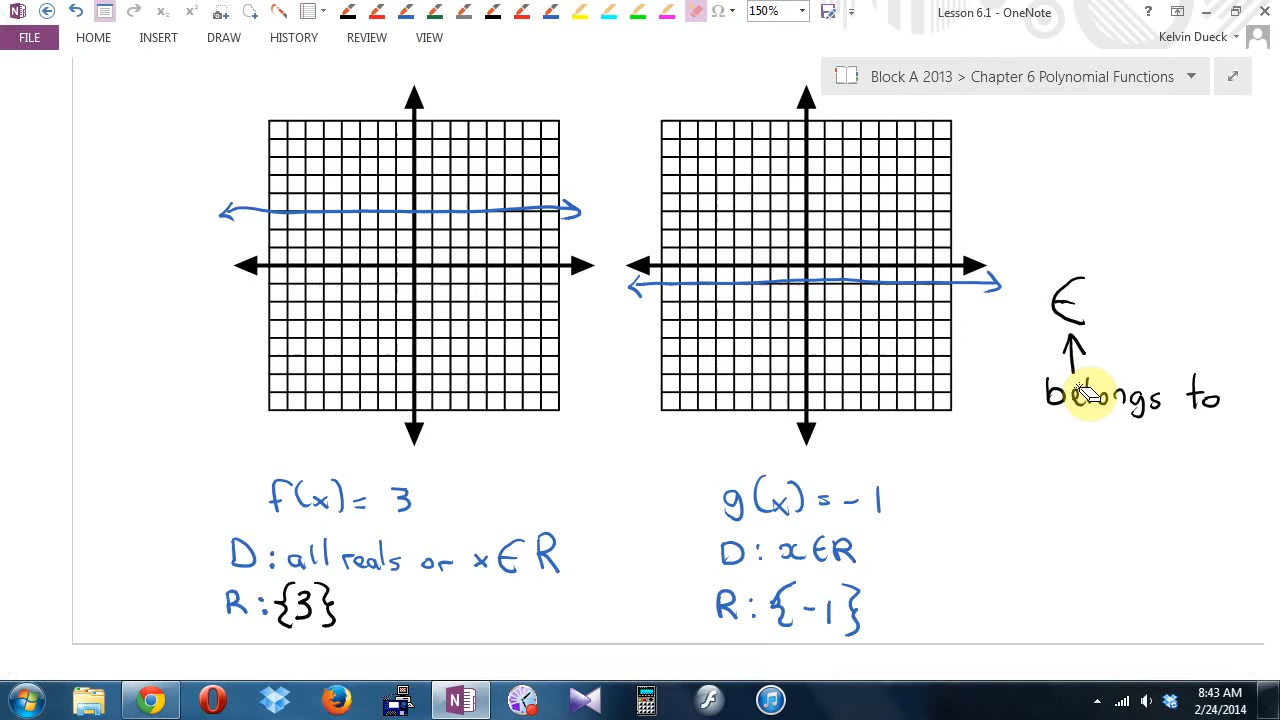 150%
Lesson 6.1 - OneNote
?
FILE HOME INSERT DRAW HISTORY REVIEW VIEW
Kelvin Dueck
Block A 2013 > Chapter 6 Polynomial Functions
∈
belongs to
f(x) = 3
D: all reals or x∈R
R: {3}
g(x) = -1
D: x∈R
R: {-1}
8:43 AM
2/24/2014